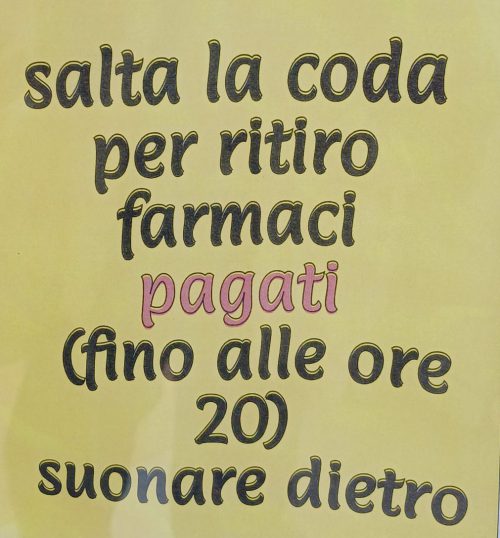 salta la coda
per ritiro
farmaci
pagati
(fino alle ore
20)
suonare dietro